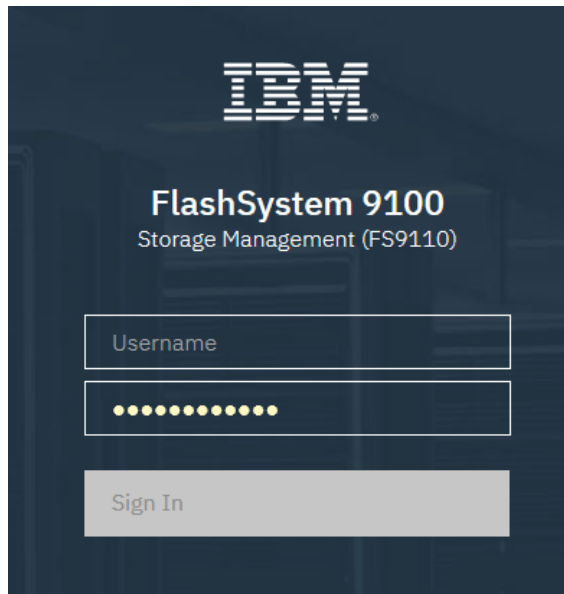 IBM
FlashSystem 9100
Storage Management (FS9110)
Username
●●●●●●●●●●●●
Sign In